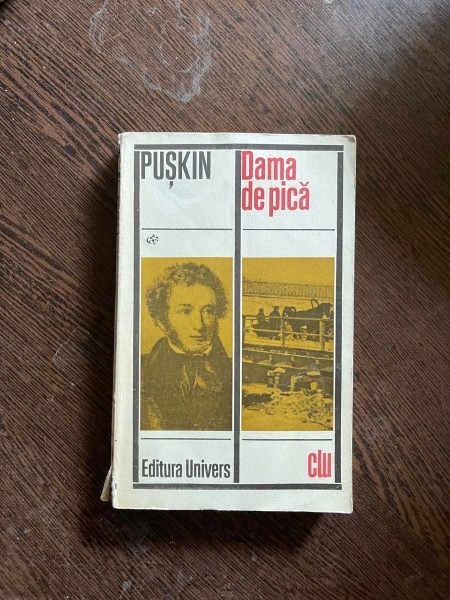 PUȘKIN
Dama
de pică
Editura Univers
clu